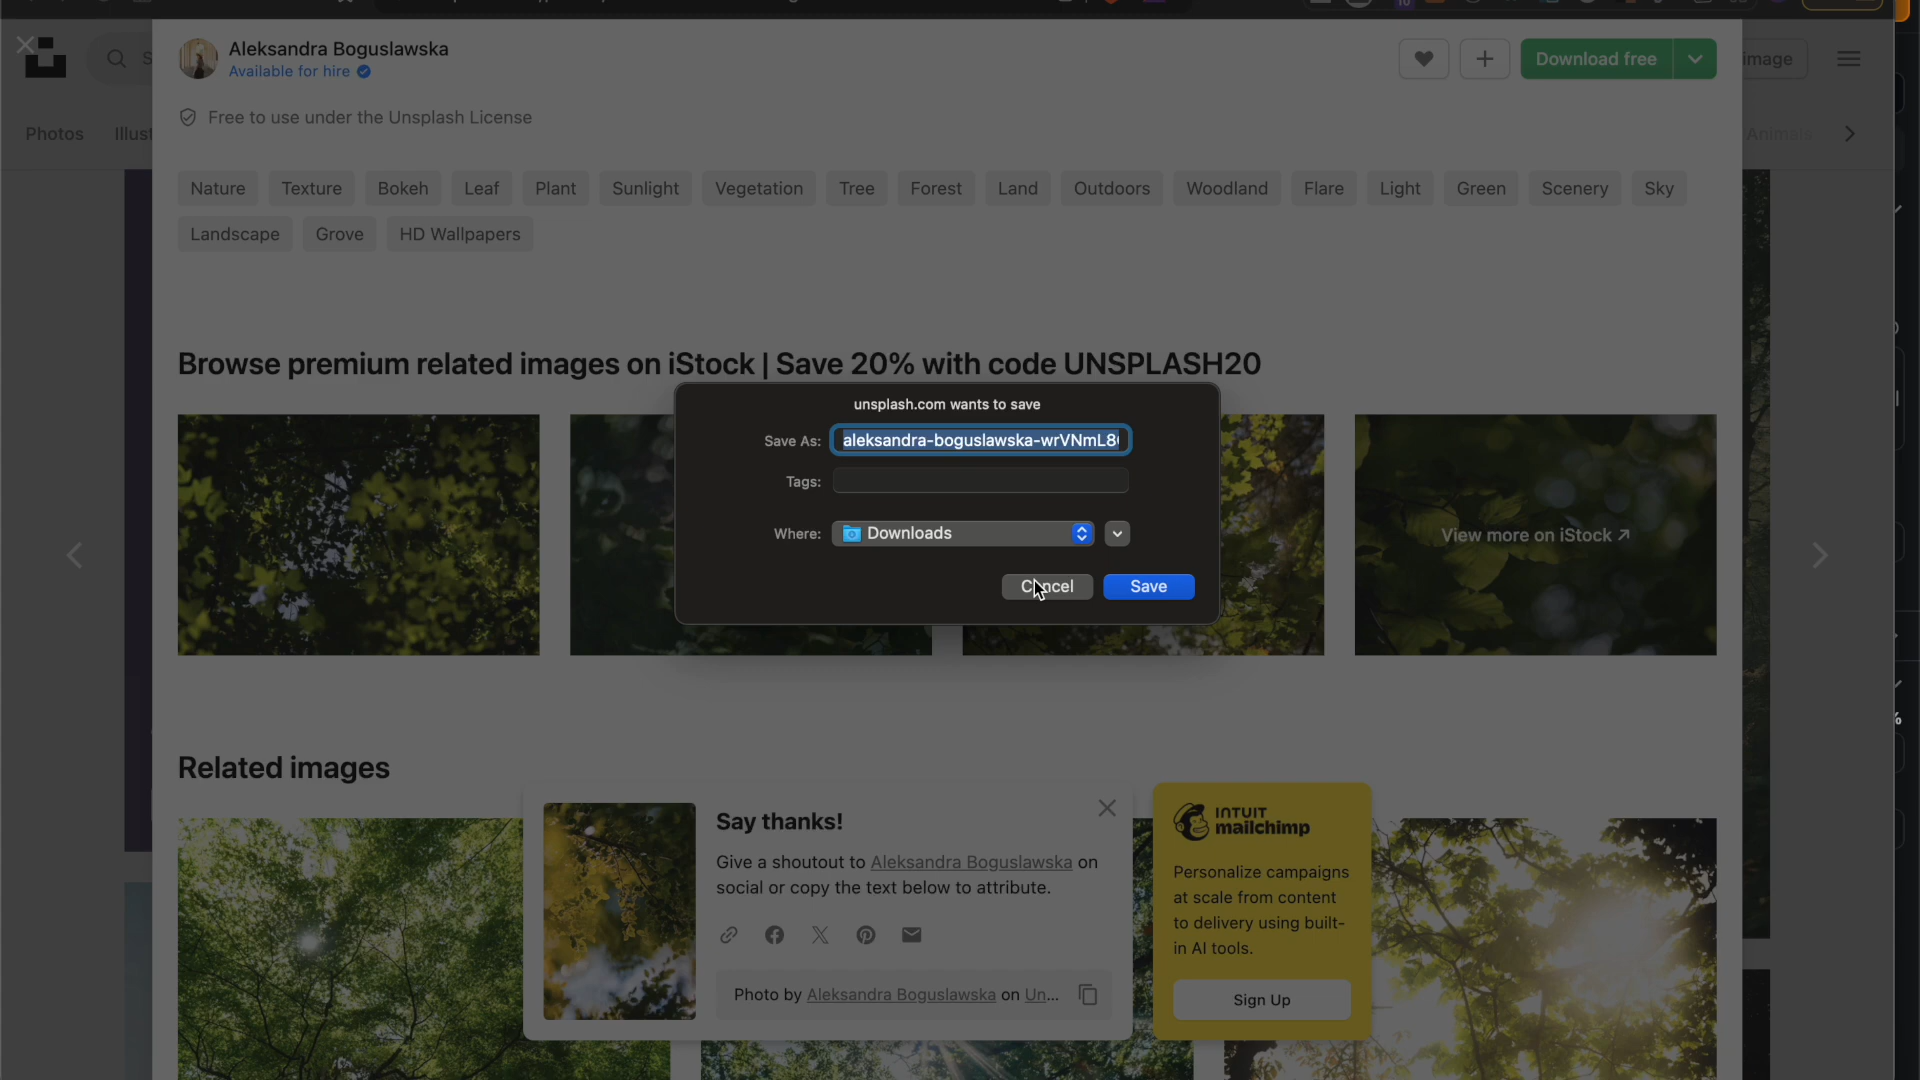 Aleksandra Boguslawska
Available for hire
Download free
image
Free to use under the Unsplash License
Photos
Illust
Animals
Nature
Texture
Bokeh
Leaf
Plant
Sunlight
Vegetation
Tree
Forest
Land
Outdoors
Woodland
Flare
Light
Green
Scenery
Sky
Landscape
Grove
HD Wallpapers
Browse premium related images on iStock | Save 20% with code UNSPLASH20
unsplash.com wants to save
Save As: aleksandra-boguslawska-wrVNmL8
Tags:
Where: Downloads
Cancel
Save
View more on iStock ↗
Related images
Say thanks!
Give a shoutout to Aleksandra Boguslawska on
social or copy the text below to attribute.
Photo by Aleksandra Boguslawska on Un...
INTUIT
mailchimp
Personalize campaigns
at scale from content
to delivery using built-
in AI tools.
Sign Up